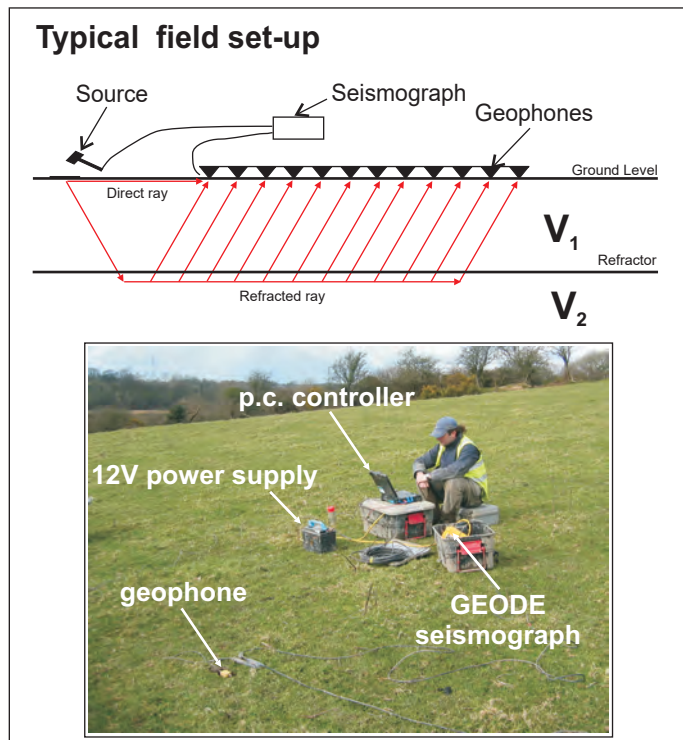 Typical field set-up
Source
Seismograph
Geophones
Ground Level
Direct ray
V1
Refractor
Refracted ray
V2
p.c. controller
12V power supply
geophone
GEODE
seismograph